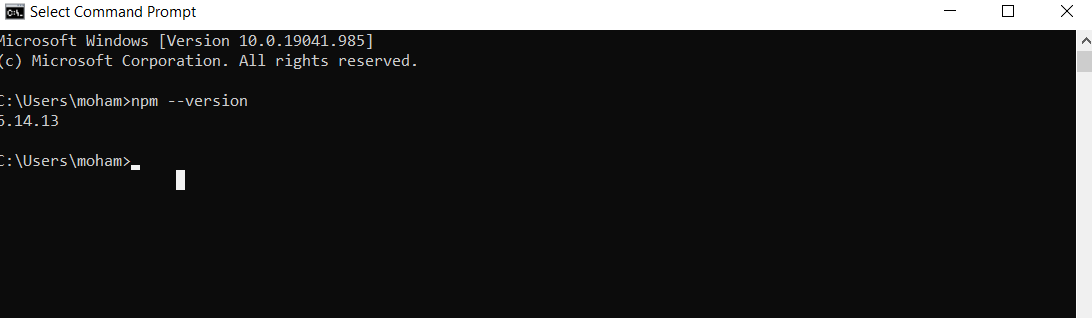 Select Command Prompt
Microsoft Windows [Version 10.0.19041.985]
(c) Microsoft Corporation. All rights reserved.
C:\Users\moham>npm --version
6.14.13
C:\Users\moham>